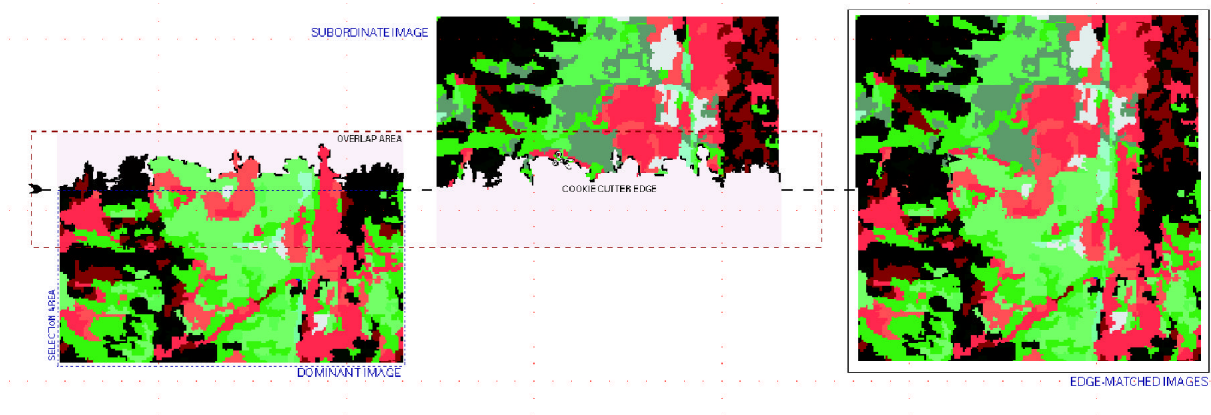 SUBORDINATE IMAGE
OVERLAP AREA
COOKIE CUTTER EDGE
SELECTION AREA
DOMINANT IMAGE
EDGE-MATCHED IMAGES